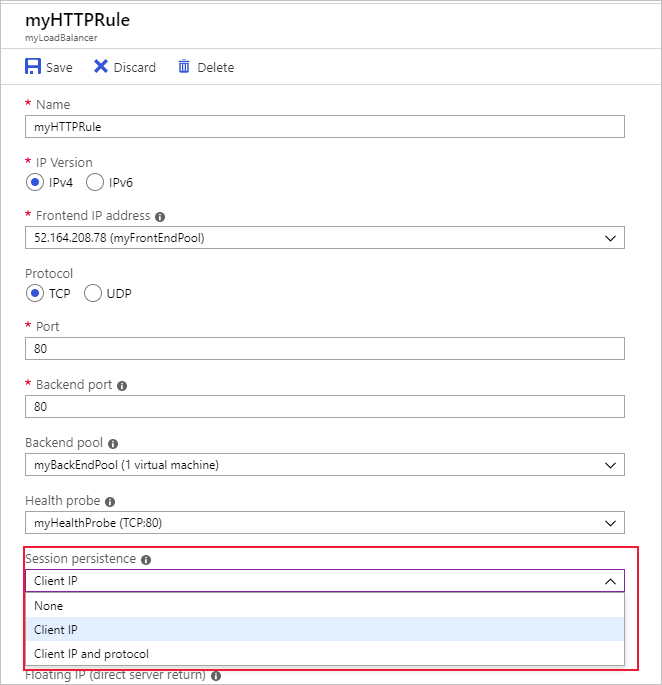 myHTTPRule
myLoadBalancer
Save Discard Delete
* Name
myHTTPRule
* IP Version
IPv4 IPv6
* Frontend IP address
52.164.208.78 (myFrontEndPool)
Protocol
TCP UDP
* Port
80
* Backend port
80
Backend pool
myBackEndPool (1 virtual machine)
Health probe
myHealthProbe (TCP:80)
Session persistence
Client IP
None
Client IP
Client IP and protocol
Floating IP (direct server return)